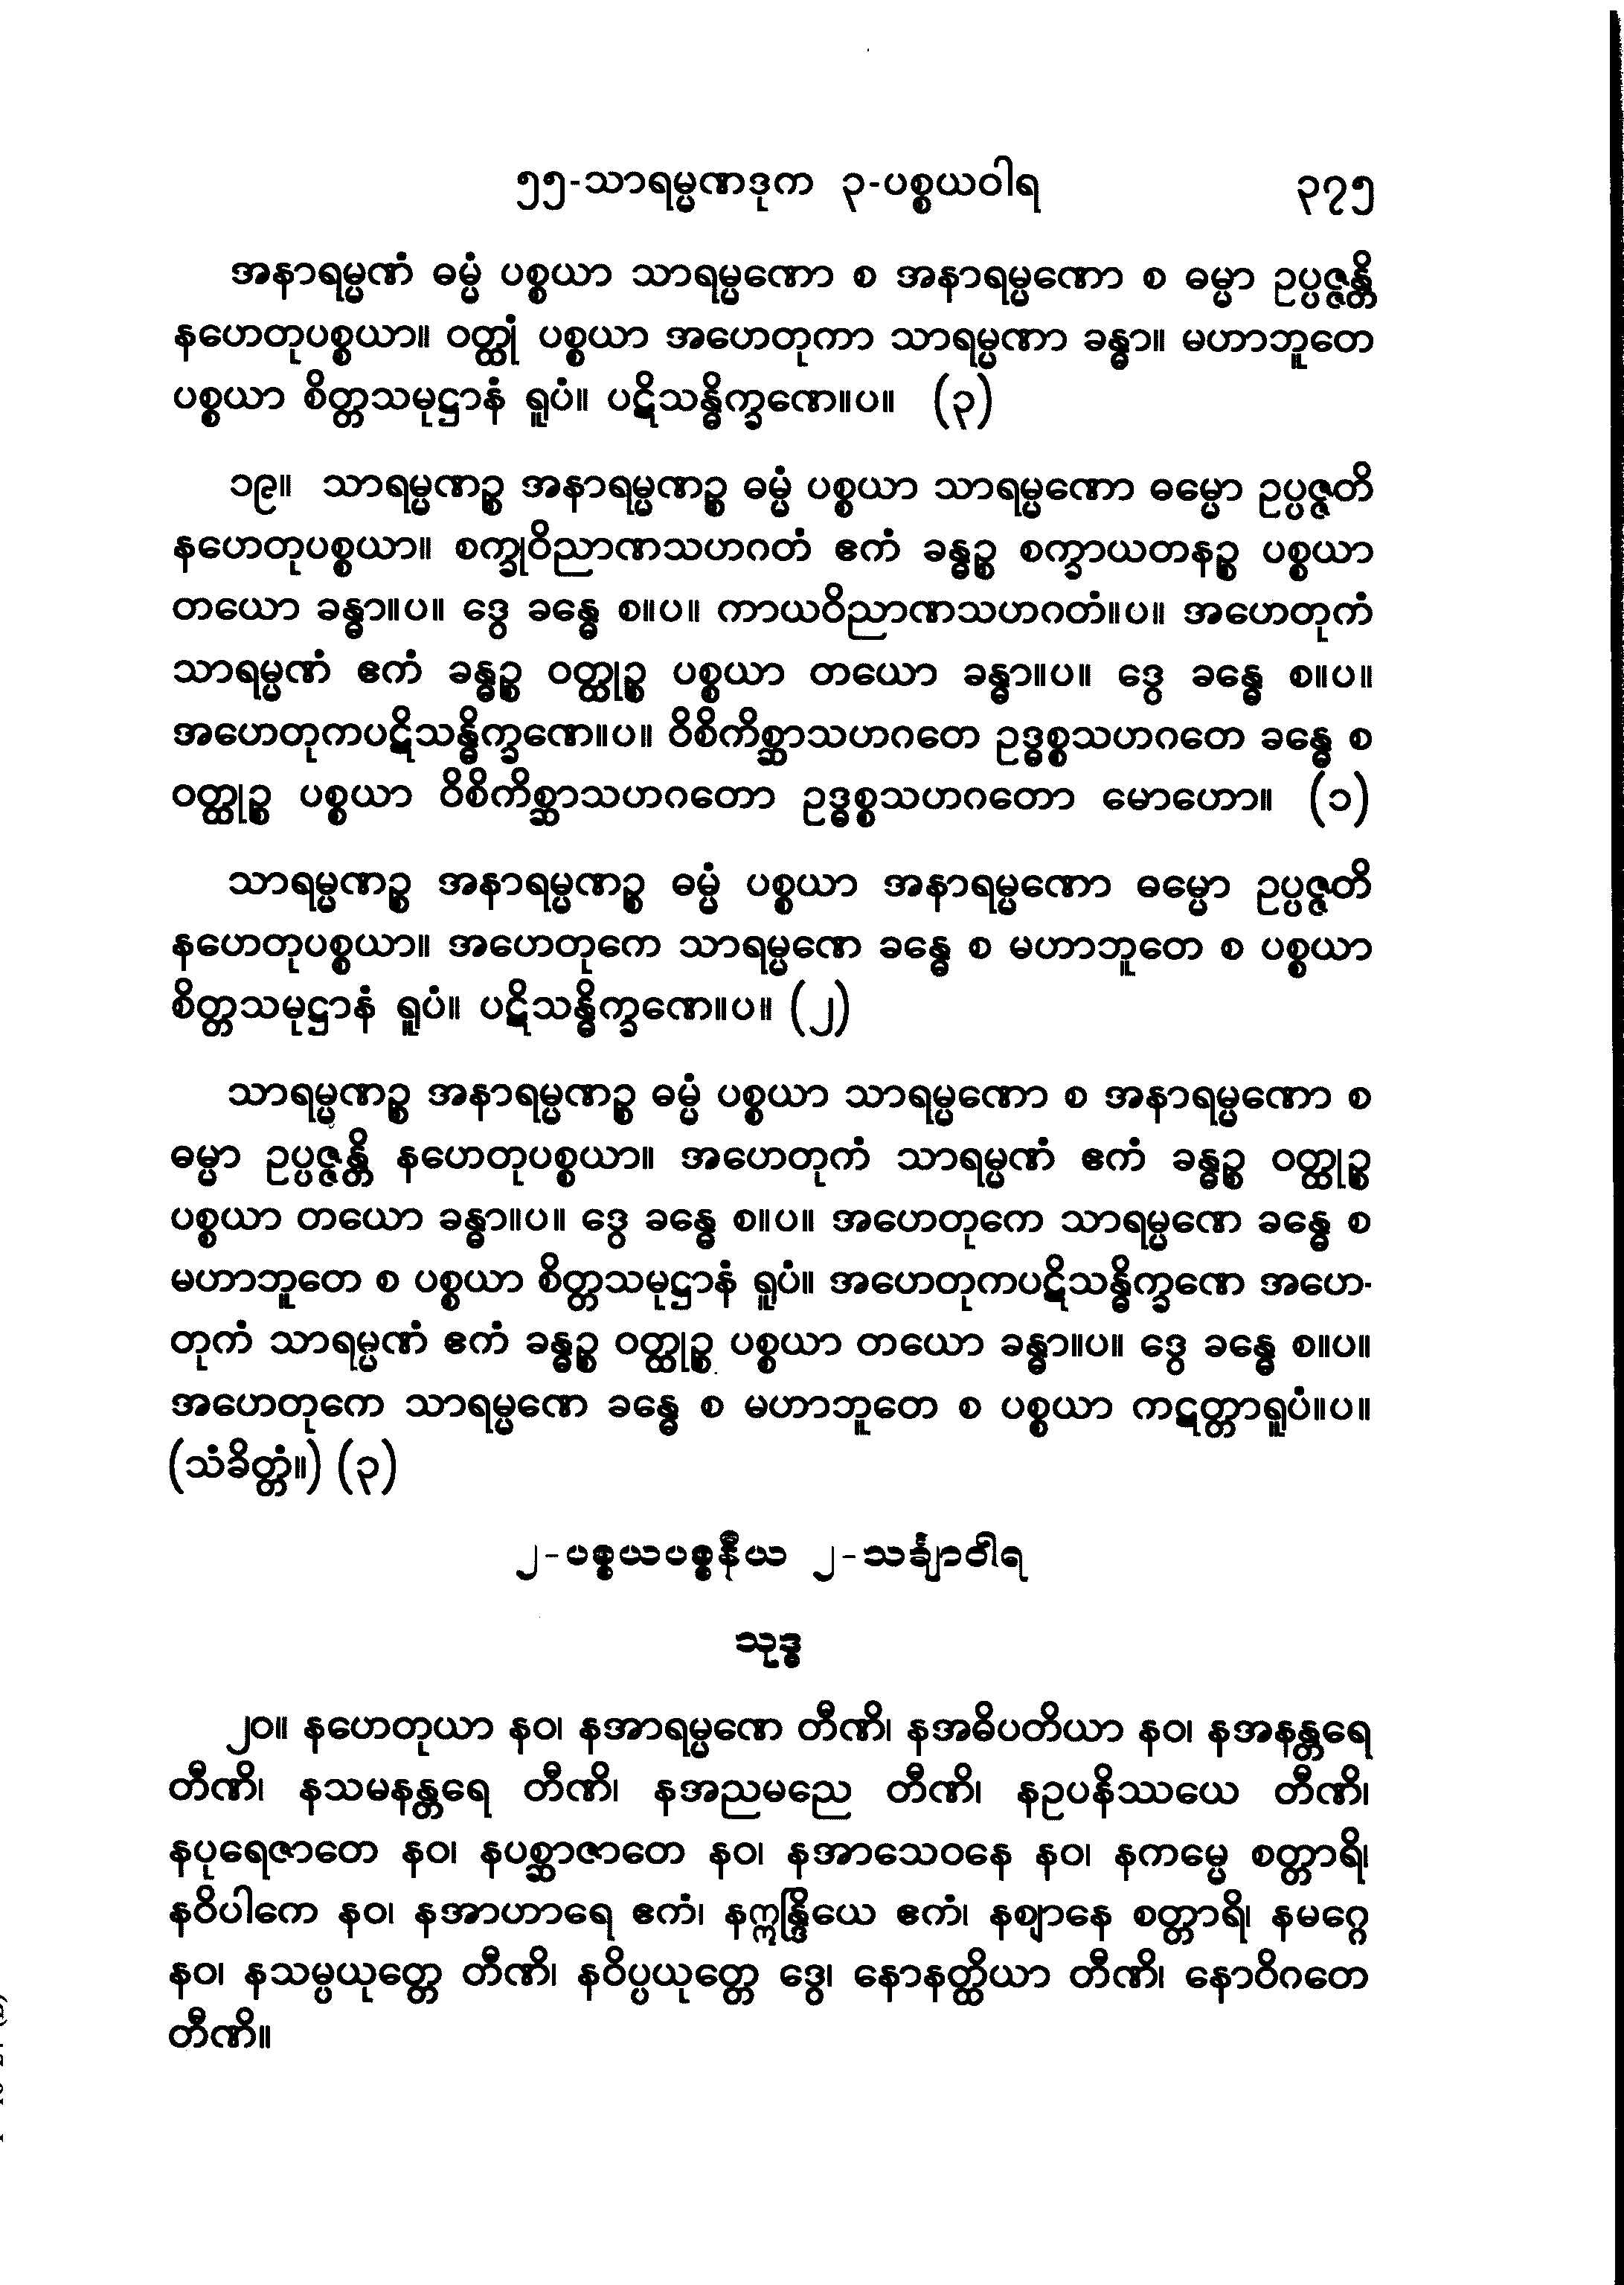 ၅၅-သာရမ္မဏဒုက ၃-ပစ္စယဝါရ ၃၇၅
အနာရမ္မဏံ ဓမ္မံ ပစ္စယာ သာရမ္မဏော စ အနာရမ္မဏော စ ဓမ္မာ ဥပ္ပဇ္ဇန္တိ
နဟေတုပစ္စယာ။ ဝတ္ထုံ ပစ္စယာ အဟေတုကာ သာရမ္မဏာ ခန္ဓာ။ မဟာဘူတေ
ပစ္စယာ စိတ္တသမုဋ္ဌာနံ ရူပံ။ ပဋိသန္ဓိက္ခဏေ။ပ။ (၃)
၁၉။ သာရမ္မဏဉ္စ အနာရမ္မဏဉ္စ ဓမ္မံ ပစ္စယာ သာရမ္မဏော ဓမ္မော ဥပ္ပဇ္ဇတိ
နဟေတုပစ္စယာ။ စက္ခုဝိညာဏသဟဂတံ ဧကံ ခန္ဓဉ္စ စက္ခာယတနဉ္စ ပစ္စယာ
တယော ခန္ဓာ။ပ။ ဒွေ ခန္ဓေ စ။ပ။ ကာယဝိညာဏသဟဂတံ။ပ။ အဟေတုကံ
သာရမ္မဏံ ဧကံ ခန္ဓဉ္စ ဝတ္ထုဉ္စ ပစ္စယာ တယော ခန္ဓာ။ပ။ ဒွေ ခန္ဓေ စ။ပ။
အဟေတုကပဋိသန္ဓိက္ခဏေ။ပ။ ဝိစိကိစ္ဆာသဟဂတေ ဥဒ္ဓစ္စသဟဂတေ ခန္ဓေ စ
ဝတ္ထုဉ္စ ပစ္စယာ ဝိစိကိစ္ဆာသဟဂတော ဥဒ္ဓစ္စသဟဂတော မောဟော။ (၁)
သာရမ္မဏဉ္စ အနာရမ္မဏဉ္စ ဓမ္မံ ပစ္စယာ အနာရမ္မဏော ဓမ္မော ဥပ္ပဇ္ဇတိ
နဟေတုပစ္စယာ။ အဟေတုကေ သာရမ္မဏေ ခန္ဓေ စ မဟာဘူတေ စ ပစ္စယာ
စိတ္တသမုဋ္ဌာနံ ရူပံ။ ပဋိသန္ဓိက္ခဏေ။ပ။ (၂)
သာရမ္မဏဉ္စ အနာရမ္မဏဉ္စ ဓမ္မံ ပစ္စယာ သာရမ္မဏော စ အနာရမ္မဏော စ
ဓမ္မာ ဥပ္ပဇ္ဇန္တိ နဟေတုပစ္စယာ။ အဟေတုကံ သာရမ္မဏံ ဧကံ ခန္ဓဉ္စ ဝတ္ထုဉ္စ
ပစ္စယာ တယော ခန္ဓာ။ပ။ ဒွေ ခန္ဓေ စ။ပ။ အဟေတုကေ သာရမ္မဏေ ခန္ဓေ စ
မဟာဘူတေ စ ပစ္စယာ စိတ္တသမုဋ္ဌာနံ ရူပံ။ အဟေတုကပဋိသန္ဓိက္ခဏေ အဟေ-
တုကံ သာရမ္မဏံ ဧကံ ခန္ဓဉ္စ ဝတ္ထုဉ္စ ပစ္စယာ တယော ခန္ဓာ။ပ။ ဒွေ ခန္ဓေ စ။ပ။
အဟေတုကေ သာရမ္မဏေ ခန္ဓေ စ မဟာဘူတေ စ ပစ္စယာ ကဋတ္တာရူပံ။ပ။
(သံခိတ္တံ။) (၃)
၂-ပစ္စယပစ္စနီယ ၂-သင်္ချာဝါရ
သုဒ္ဓ
၂၀။ နဟေတုယာ နဝ၊ နအာရမ္မဏေ တီဏိ၊ နအဓိပတိယာ နဝ၊ နအနန္တရေ
တီဏိ၊ နသမနန္တရေ တီဏိ၊ နအညမညေ တီဏိ၊ နဥပနိဿယေ တီဏိ၊
နပုရေဇာတေ နဝ၊ နပစ္ဆာဇာတေ နဝ၊ နအာသေဝနေ နဝ၊ နကမ္မေ စတ္တာရိ၊
နဝိပါကေ နဝ၊ နအာဟာရေ ဧကံ၊ နဣန္ဒြိယေ ဧကံ၊ နဈာနေ စတ္တာရိ၊ နမဂ္ဂေ
နဝ၊ နသမ္ပယုတ္တေ တီဏိ၊ နဝိပ္ပယုတ္တေ ဒွေ၊ နောနတ္ထိယာ တီဏိ၊ နောဝိဂတေ
တီဏိ။